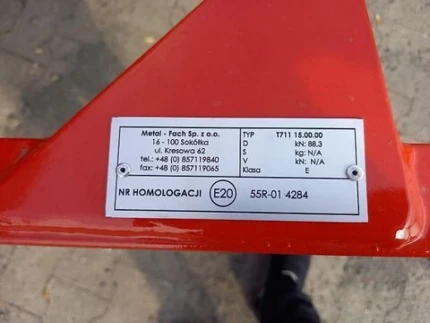 Metal - Fach Sp. z o.o.
16 - 100 Sokółka
ul. Kresowa 62
tel.: +48 (0) 857119840
fax: +48 (0) 857119065
TYP T711 15.00.00
D kN: 88.3
S kg: N/A
V kN: N/A
Klasa E
NR HOMOLOGACJI E20 55R-01 4284